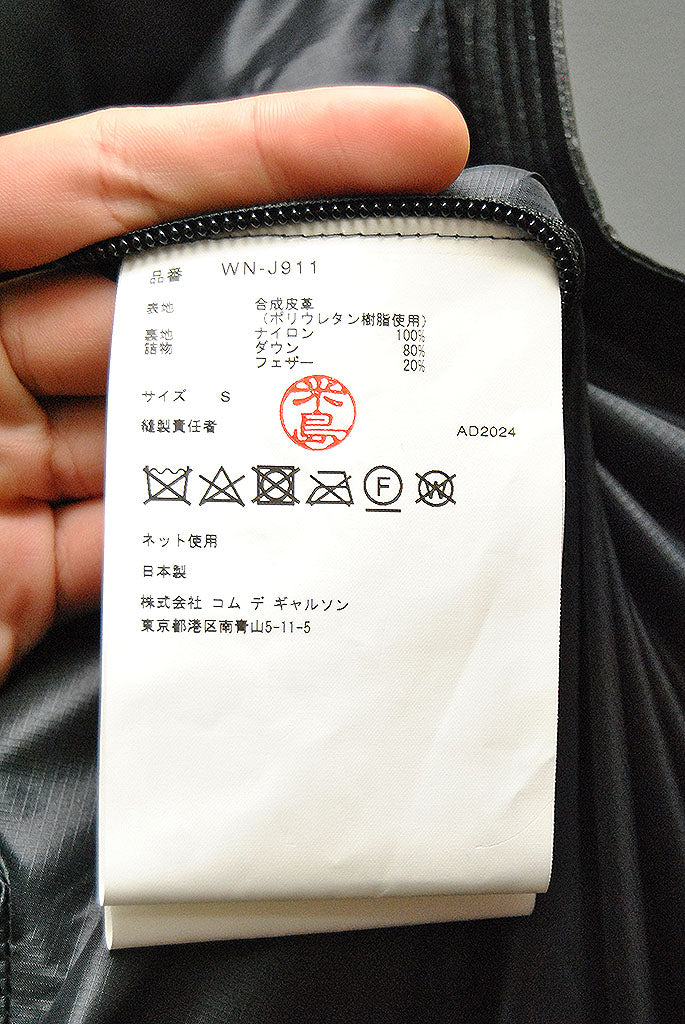 品番 WN-J911
表地 合成皮革
(ポリウレタン樹脂使用)
裏地 ナイロン 100%
詰物 ダウン 80%
フェザー 20%
サイズ S
米島
縫製責任者
AD2024
F W
ネット使用
日本製
株式会社 コム デ ギャルソン
東京都港区南青山5-11-5